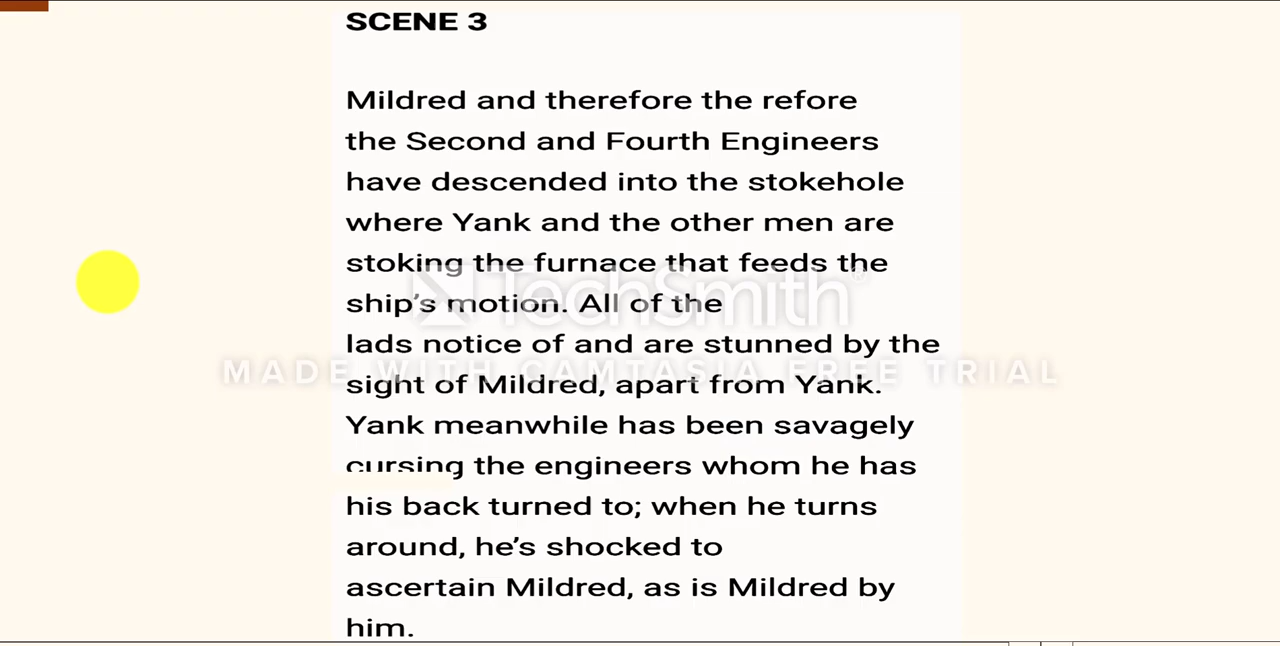 SCENE 3
Mildred and therefore the refore
the Second and Fourth Engineers
have descended into the stokehole
where Yank and the other men are
stoking the furnace that feeds the
ship's motion. All of the
lads notice of and are stunned by the
sight of Mildred, apart from Yank.
Yank meanwhile has been savagely
cursing the engineers whom he has
his back turned to; when he turns
around, he's shocked to
ascertain Mildred, as is Mildred by
him.
TechSmith®
MADE WITH CAMTASIA FREE TRIAL